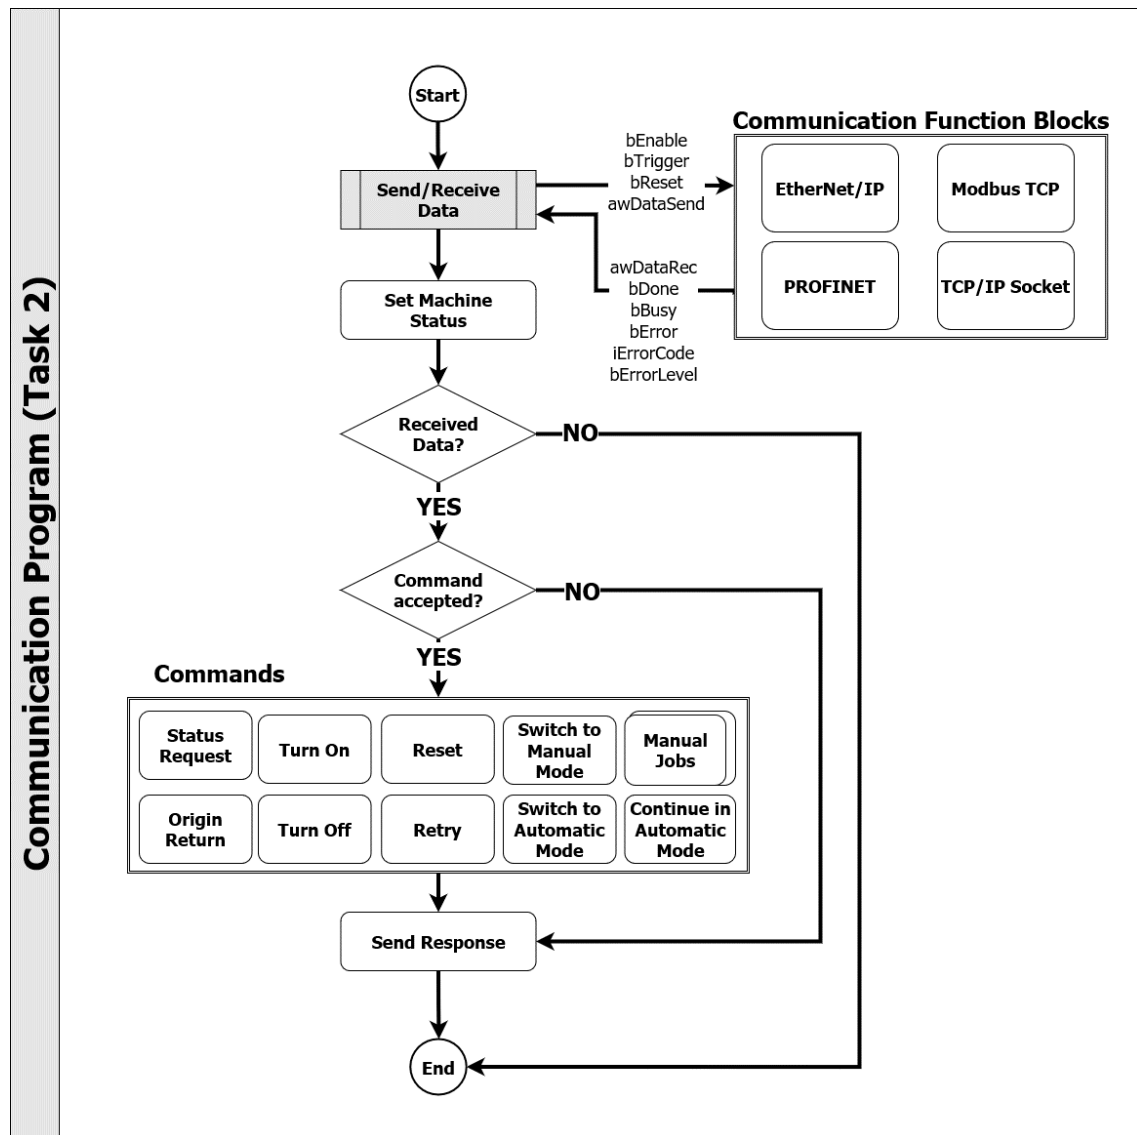 Communication Program (Task 2)
Start
Send/Receive
Data
bEnable
bTrigger
bReset
awDataSend
Communication Function Blocks
EtherNet/IP
Modbus TCP
PROFINET
TCP/IP Socket
awDataRec
bDone
bBusy
bError
iErrorCode
bErrorLevel
Set Machine
Status
Received
Data?
NO
YES
Command
accepted?
NO
YES
Commands
Status
Request
Turn On
Reset
Switch to
Manual
Mode
Manual
Jobs
Origin
Return
Turn Off
Retry
Switch to
Automatic
Mode
Continue in
Automatic
Mode
Send Response
End